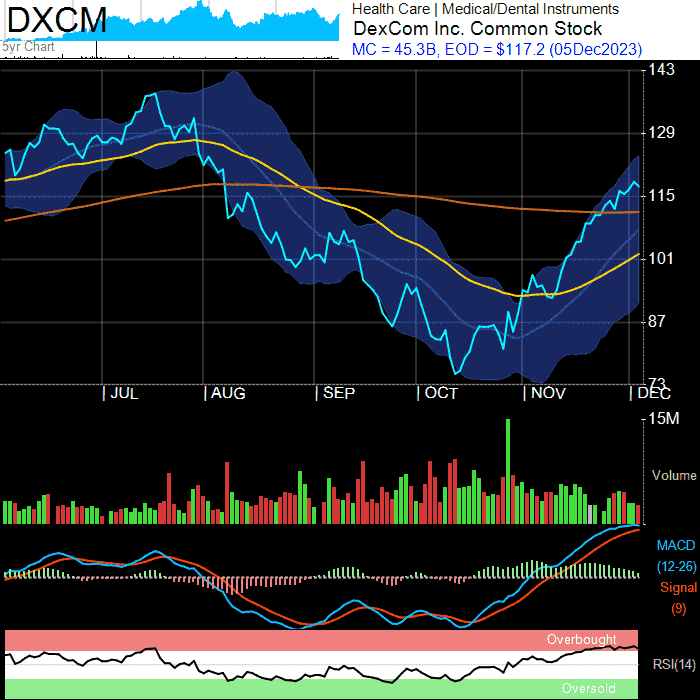 DXCM
5yr Chart
Health Care | Medical/Dental Instruments
DexCom Inc. Common Stock
MC = 45.3B, EOD = $117.2 (05Dec2023)
143
129
115
101
87
73
| JUL | AUG | SEP | OCT | NOV | DEC
15M
Volume
MACD
(12-26)
Signal
(9)
Overbought
RSI(14)
Oversold